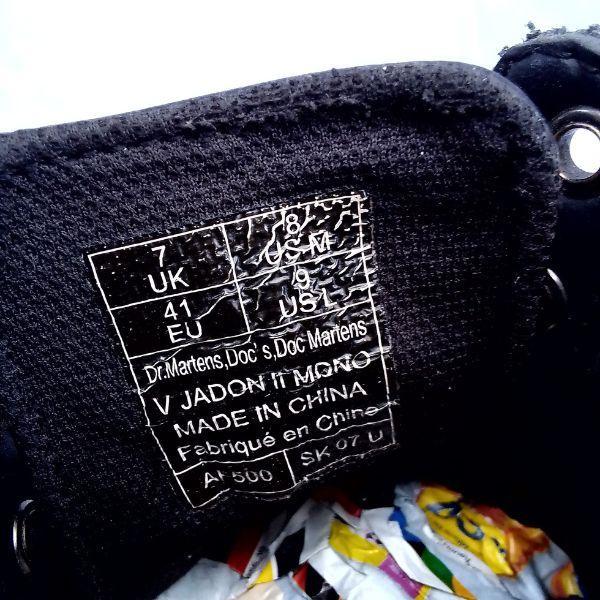 7 UK
8 US M
41 EU
9 US L
Dr.Martens,Doc's,Doc Martens
V JADON II MONO
MADE IN CHINA
Fabriqué en Chine
SK 07 U